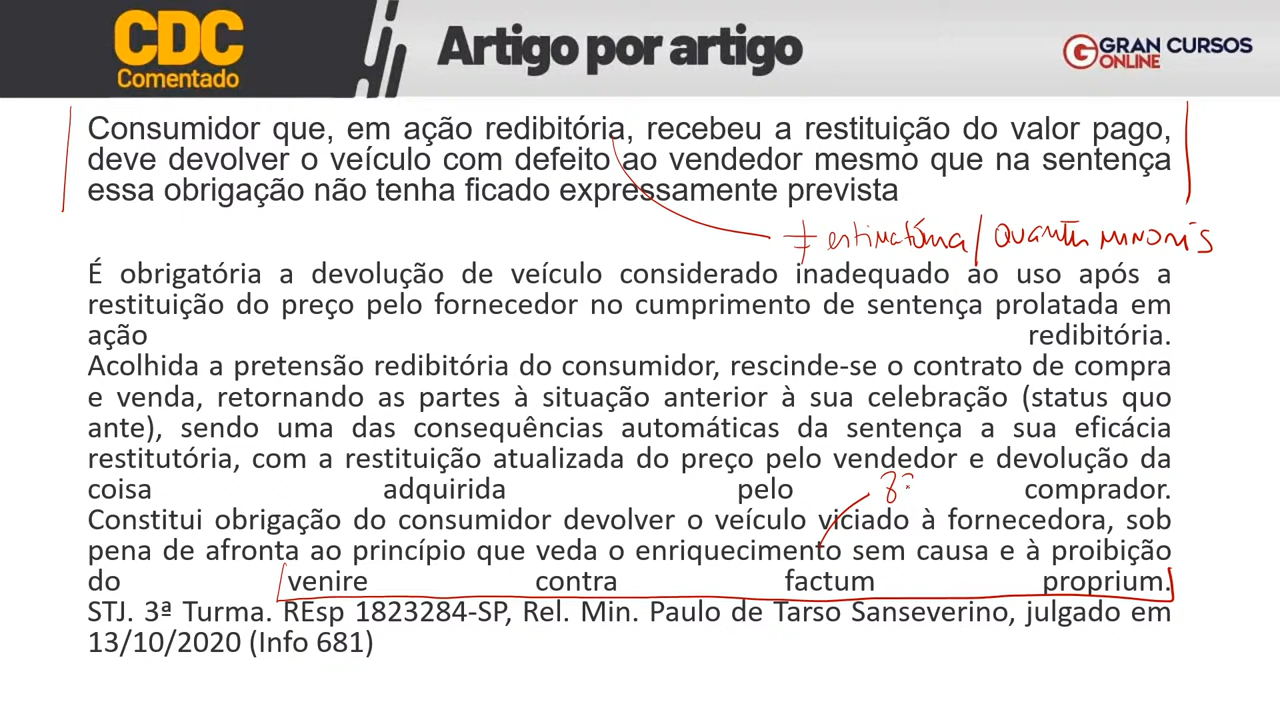 CDC
Comentado
Artigo por artigo
GRAN CURSOS
ONLINE
Consumidor que, em ação redibitória, recebeu a restituição do valor pago,
deve devolver o veículo com defeito ao vendedor mesmo que na sentença
essa obrigação não tenha ficado expressamente prevista
≠ estimatória / quanti minoris
É obrigatória a devolução de veículo considerado inadequado ao uso após a
restituição do preço pelo fornecedor no cumprimento de sentença prolatada em
ação redibitória.
Acolhida a pretensão redibitória do consumidor, rescinde-se o contrato de compra
e venda, retornando as partes à situação anterior à sua celebração (status quo
ante), sendo uma das consequências automáticas da sentença a sua eficácia
restitutória, com a restituição atualizada do preço pelo vendedor e devolução da
coisa adquirida pelo comprador.
Constitui obrigação do consumidor devolver o veículo viciado à fornecedora, sob
pena de afronta ao princípio que veda o enriquecimento sem causa e à proibição
do venire contra factum proprium.
STJ. 3ª Turma. REsp 1823284-SP, Rel. Min. Paulo de Tarso Sanseverino, julgado em
13/10/2020 (Info 681)